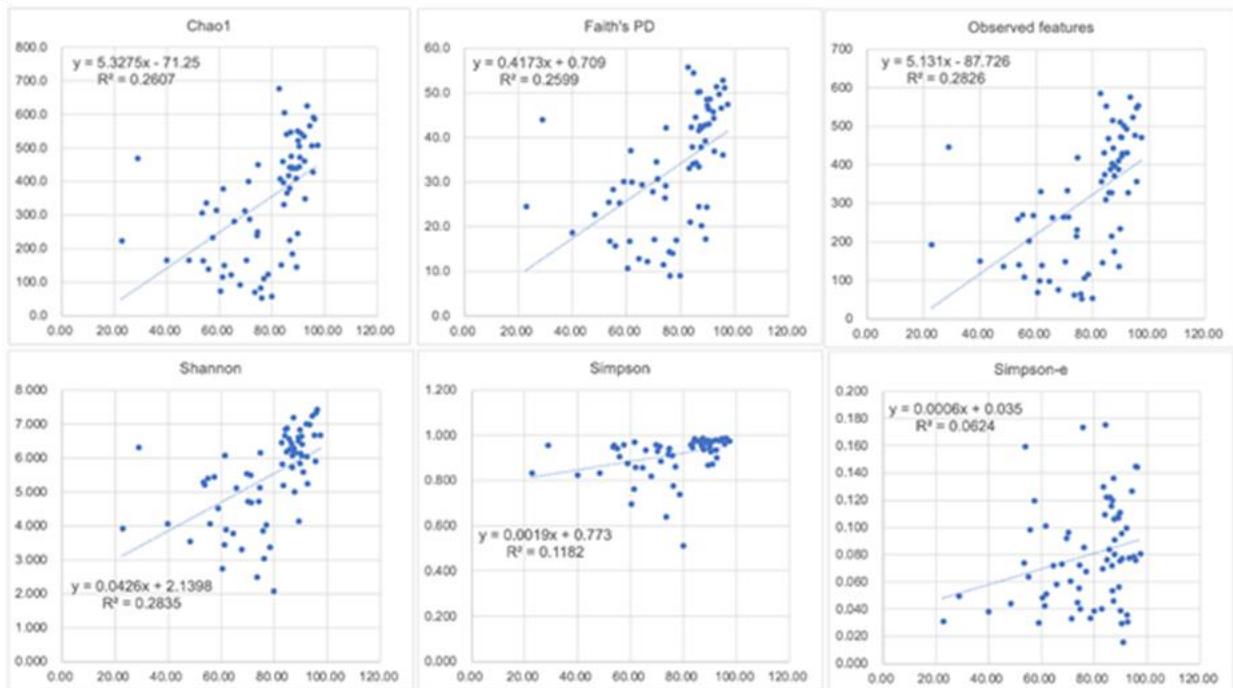 Chao1
800.0
700.0
600.0
500.0
400.0
300.0
200.0
100.0
0.0
y = 5.3275x - 71.25
R² = 0.2607
0.00 20.00 40.00 60.00 80.00 100.00 120.00
Faith's PD
60.0
50.0
40.0
30.0
20.0
10.0
0.0
y = 0.4173x + 0.709
R² = 0.2599
0.00 20.00 40.00 60.00 80.00 100.00 120.00
Observed features
700
600
500
400
300
200
100
0
y = 5.131x - 87.726
R² = 0.2826
0.00 20.00 40.00 60.00 80.00 100.00 120.00
Shannon
8.000
7.000
6.000
5.000
4.000
3.000
2.000
1.000
0.000
y = 0.0426x + 2.1398
R² = 0.2835
0.00 20.00 40.00 60.00 80.00 100.00 120.00
Simpson
1.200
1.000
0.800
0.600
0.400
0.200
0.000
y = 0.0019x + 0.773
R² = 0.1182
0.00 20.00 40.00 60.00 80.00 100.00 120.00
Simpson-e
0.200
0.180
0.160
0.140
0.120
0.100
0.080
0.060
0.040
0.020
0.000
y = 0.0006x + 0.035
R² = 0.0624
0.00 20.00 40.00 60.00 80.00 100.00 120.00